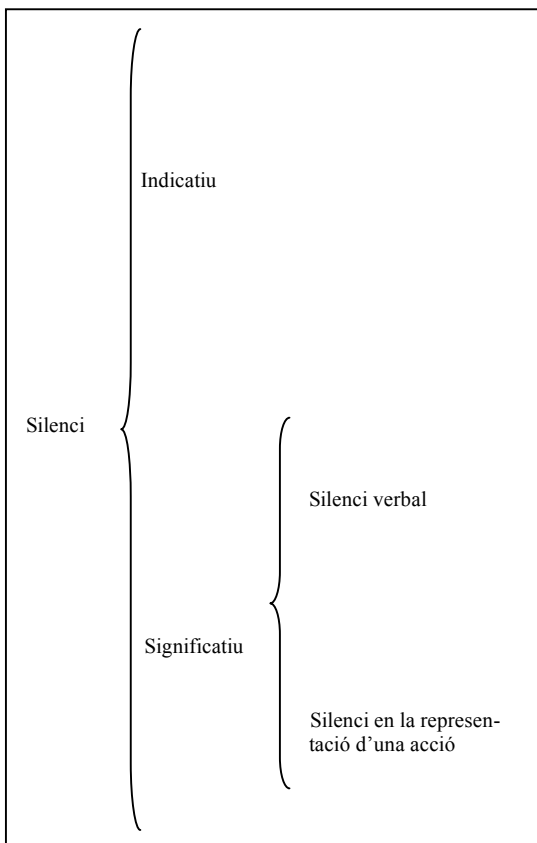 Indicatiu
Silenci
Silenci verbal
Significatiu
Silenci en la represen-
tació d’una acció